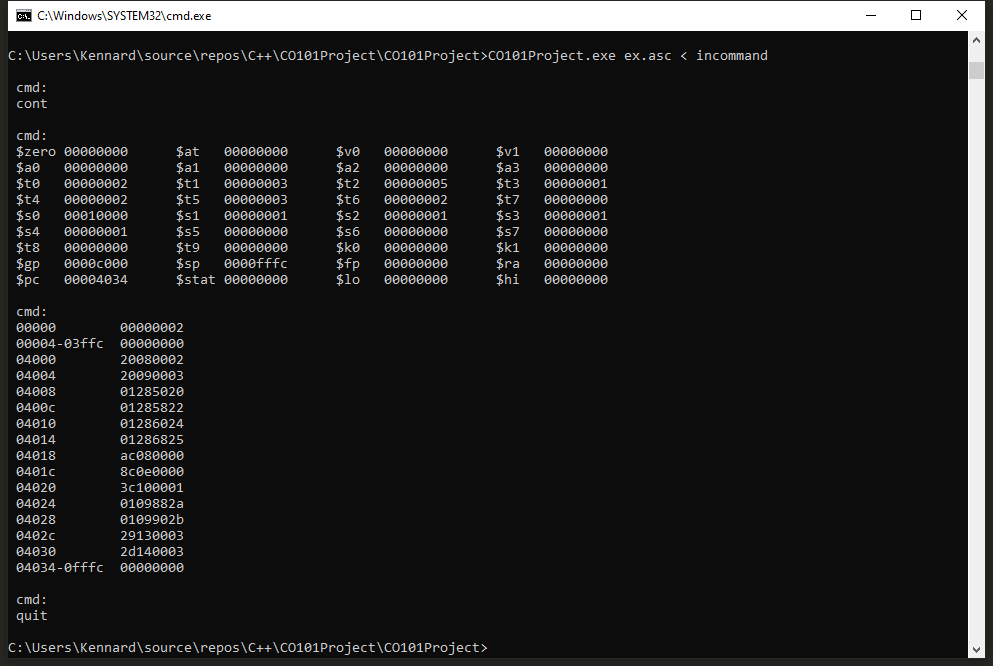 C:\Windows\SYSTEM32\cmd.exe
C:\Users\Kennard\source\repos\C++\CO101Project\CO101Project>CO101Project.exe ex.asc < incommand
cmd:
cont
cmd:
$zero 00000000 $at 00000000 $v0 00000000 $v1 00000000
$a0 00000000 $a1 00000000 $a2 00000000 $a3 00000000
$t0 00000002 $t1 00000003 $t2 00000005 $t3 00000001
$t4 00000002 $t5 00000003 $t6 00000002 $t7 00000000
$s0 00010000 $s1 00000001 $s2 00000001 $s3 00000001
$s4 00000001 $s5 00000000 $s6 00000000 $s7 00000000
$t8 00000000 $t9 00000000 $k0 00000000 $k1 00000000
$gp 0000c000 $sp 0000fffc $fp 00000000 $ra 00000000
$pc 00004034 $stat 00000000 $lo 00000000 $hi 00000000
cmd:
00000 00000002
00004-03ffc 00000000
04000 20080002
04004 20090003
04008 01285020
0400c 01285822
04010 01286024
04014 01286825
04018 ac080000
0401c 8c0e0000
04020 3c100001
04024 0109882a
04028 0109902b
0402c 29130003
04030 2d140003
04034-0fffc 00000000
cmd:
quit
C:\Users\Kennard\source\repos\C++\CO101Project\CO101Project>